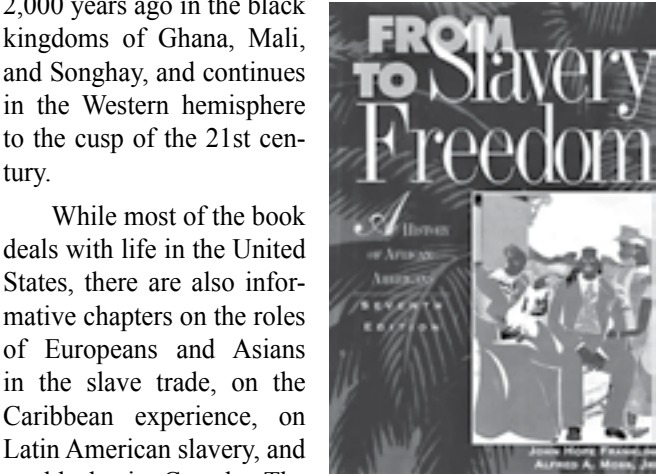 2,000 years ago in the black
kingdoms of Ghana, Mali,
and Songhay, and continues
in the Western hemisphere
to the cusp of the 21st cen-
tury.
While most of the book
deals with life in the United
States, there are also infor-
mative chapters on the roles
of Europeans and Asians
in the slave trade, on the
Caribbean experience, on
Latin American slavery, and
FROM
TO Slavery
Freedom
A History
of African
Americans
SEVENTH
EDITION
JOHN HOPE FRANKLIN
ALFRED A. MOSS, JR.